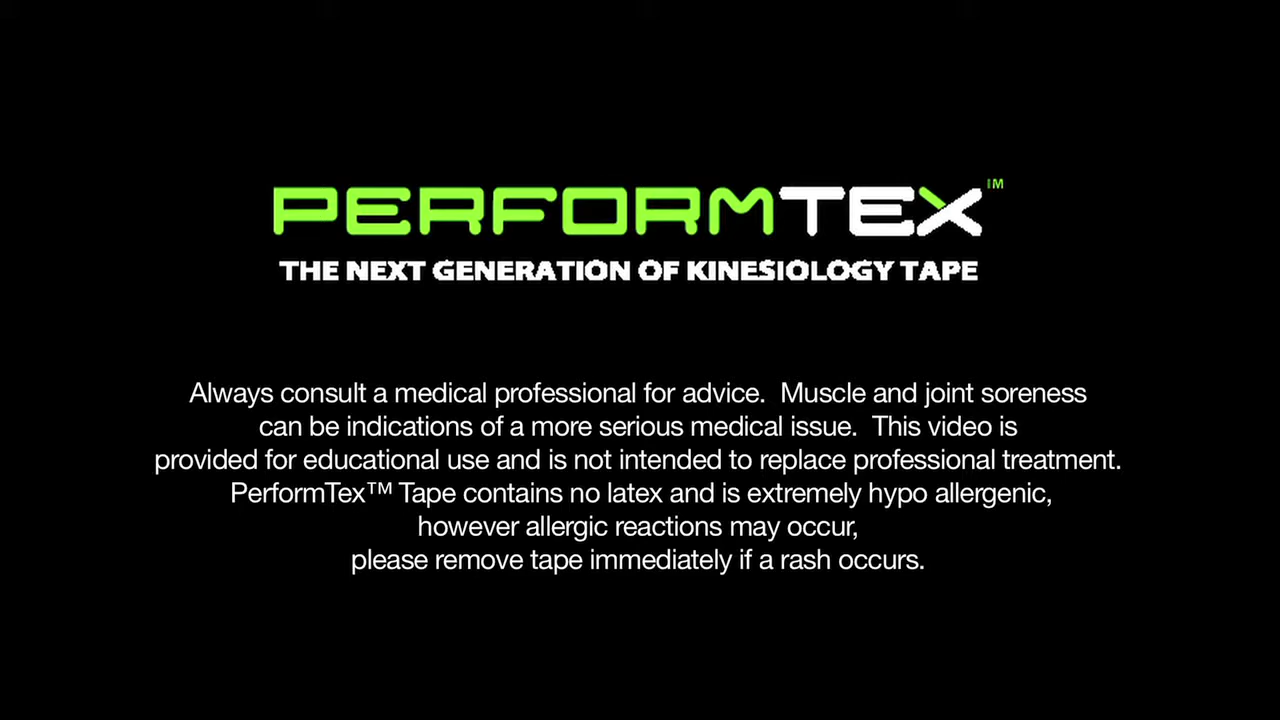 PERFORMTEX™
THE NEXT GENERATION OF KINESIOLOGY TAPE
Always consult a medical professional for advice.  Muscle and joint soreness
can be indications of a more serious medical issue.  This video is
provided for educational use and is not intended to replace professional treatment.
PerformTex™ Tape contains no latex and is extremely hypo allergenic,
however allergic reactions may occur,
please remove tape immediately if a rash occurs.